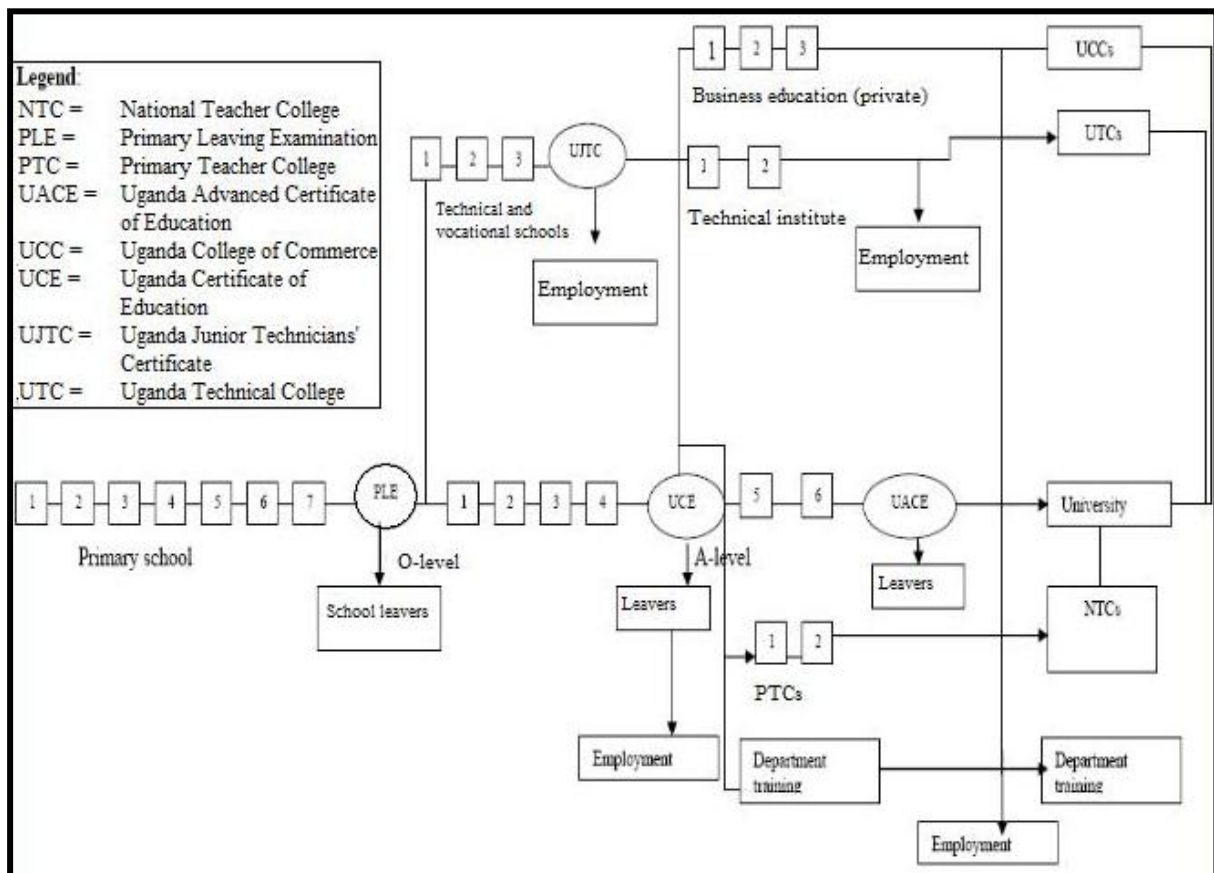 Legend:
NTC = National Teacher College
PLE = Primary Leaving Examination
PTC = Primary Teacher College
UACE = Uganda Advanced Certificate
of Education
UCC = Uganda College of Commerce
UCE = Uganda Certificate of
Education
UJTC = Uganda Junior Technicians'
Certificate
UTC = Uganda Technical College
1 2 3
Business education (private)
UCCs
1 2 3
UJTC
Technical and
vocational schools
Employment
1 2
Technical institute
Employment
UTCs
1 2 3 4 5 6 7
Primary school
PLE
O-level
School leavers
1 2 3 4
UCE
A-level
Leavers
Employment
5 6
UACE
Leavers
University
NTCs
1 2
PTCs
Department
training
Department
training
Employment